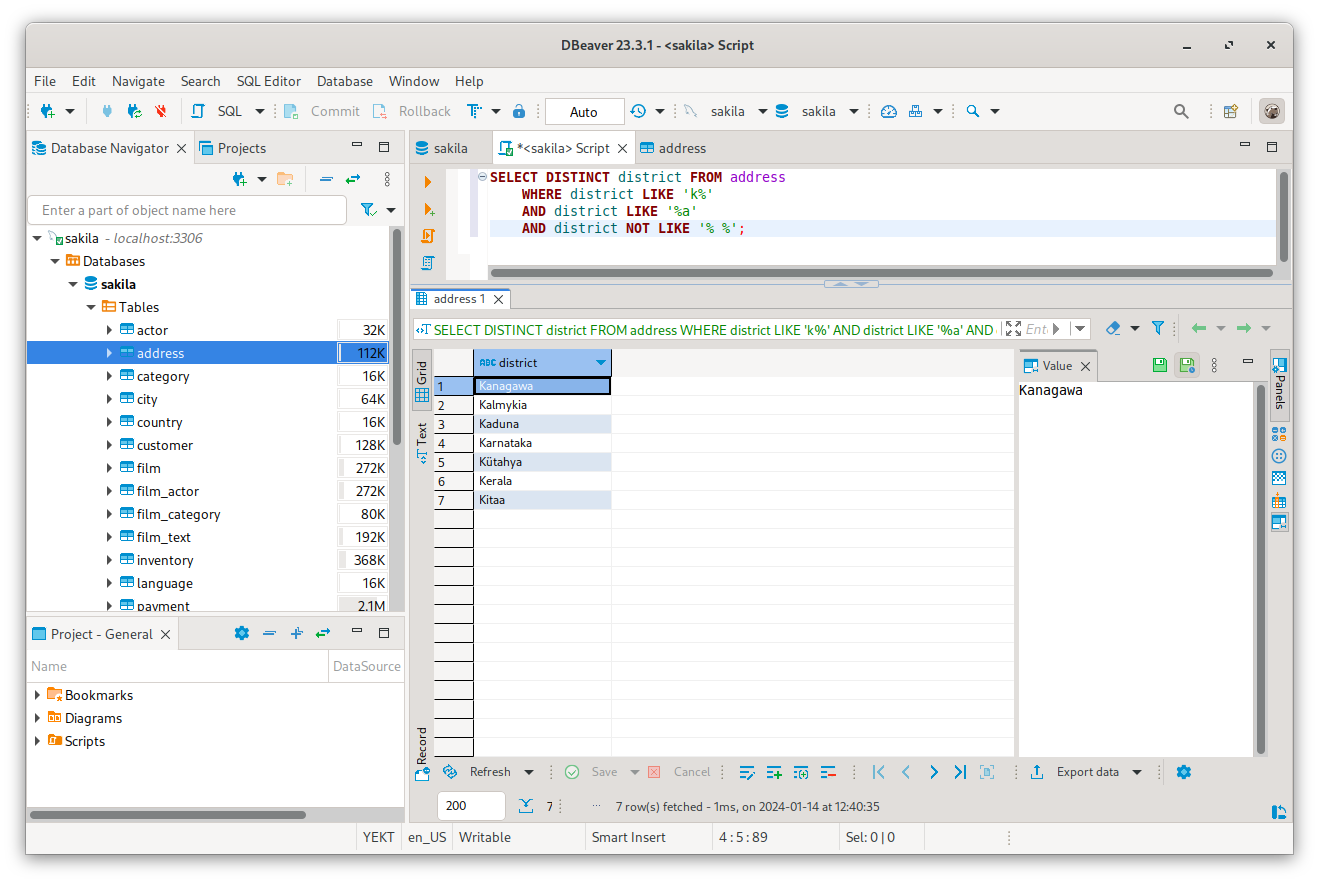 DBeaver 23.3.1 - <sakila> Script
File Edit Navigate Search SQL Editor Database Window Help
SQL Commit Rollback Auto sakila sakila
Database Navigator Projects
Enter a part of object name here
sakila - localhost:3306
Databases
sakila
Tables
actor 32K
address 112K
category 16K
city 64K
country 16K
customer 128K
film 272K
film_actor 272K
film_category 80K
film_text 192K
inventory 368K
language 16K
payment 2.1M
Project - General
Name DataSource
Bookmarks
Diagrams
Scripts
sakila *<sakila> Script address
SELECT DISTINCT district FROM address
WHERE district LIKE 'k%'
AND district LIKE '%a'
AND district NOT LIKE '% %';
address 1
SELECT DISTINCT district FROM address WHERE district LIKE 'k%' AND district LIKE '%a' AND
Grid
Text
Record
ABC district
1 Kanagawa
2 Kalmykia
3 Kaduna
4 Karnataka
5 Kütahya
6 Kerala
7 Kitaa
Value
Kanagawa
Panels
Refresh Save Cancel Export data
200 7 ... 7 row(s) fetched - 1ms, on 2024-01-14 at 12:40:35
YEKT en_US Writable Smart Insert 4 : 5 : 89 Sel: 0 | 0